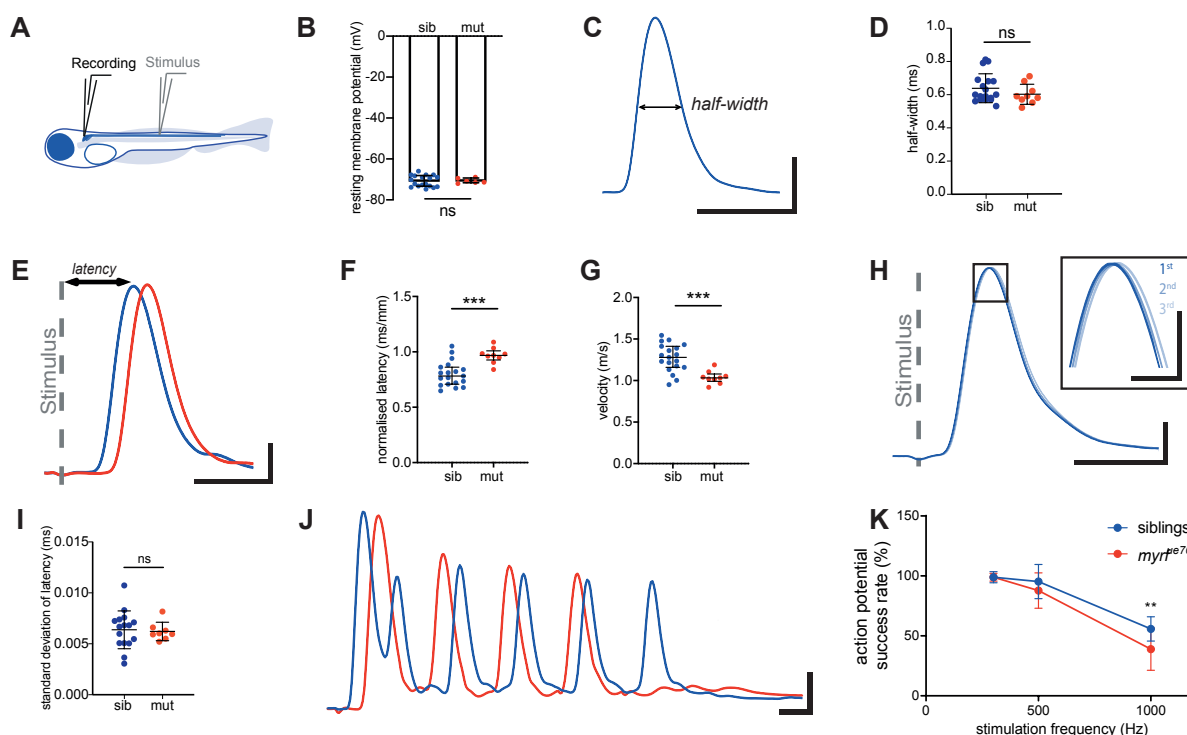 A
Recording
Stimulus
B
sib
mut
resting membrane potential (mV)
0
-20
-40
-60
-80
ns
C
half-width
D
ns
half-width (ms)
1.0
0.8
0.6
0.4
0.2
0.0
sib
mut
E
latency
Stimulus
F
***
normalised latency (ms/mm)
1.5
1.0
0.5
0.0
sib
mut
G
***
velocity (m/s)
2.0
1.5
1.0
0.5
0.0
sib
mut
H
Stimulus
1st
2nd
3rd
I
ns
standard deviation of latency (ms)
0.015
0.010
0.005
0.000
sib
mut
J
K
action potential
success rate (%)
150
100
50
0
siblings
**
0
500
1000
stimulation frequency (Hz)